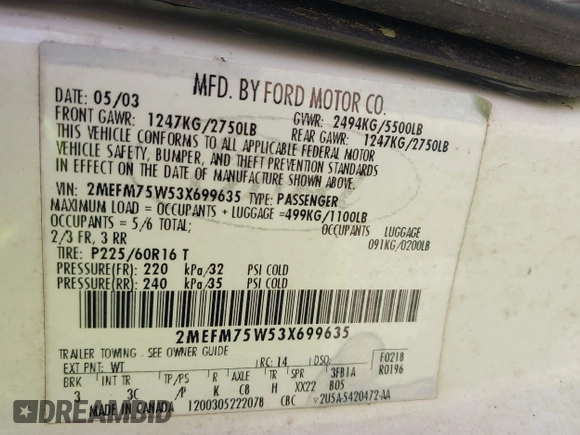 MFD. BY FORD MOTOR CO.
DATE: 05/03
GVWR: 2494KG/5500LB
FRONT GAWR: 1247KG/2750LB
REAR GAWR: 1247KG/2750LB
THIS VEHICLE CONFORMS TO ALL APPLICABLE FEDERAL MOTOR
VEHICLE SAFETY, BUMPER, AND THEFT PREVENTION STANDARDS
IN EFFECT ON THE DATE OF MANUFACTURE SHOWN ABOVE.
VIN: 2MEFM75W53X699635 TYPE: PASSENGER
MAXIMUM LOAD = OCCUPANTS + LUGGAGE =499KG/1100LB
OCCUPANTS = 5/6 TOTAL; OCCUPANTS LUGGAGE
2/3 FR, 3 RR 091KG/0200LB
TIRE: P225/60R16 T
PRESSURE(FR) 220 kPa/32 PSI COLD
PRESSURE(RR) 240 kPa/35 PSI COLD
2MEFM75W53X699635
TRAILER TOWING - SEE OWNER GUIDE
EXT PNT: WT RC: 14 DSO: F0218
BRK INT TR TP/PS R AXLE TR SPR 3FB1A R0196
3 3C /P K C8 H XX22 B05
MADE IN CANADA 1200305222078 CBC 2U5A-5420472-AA
DREAMBID